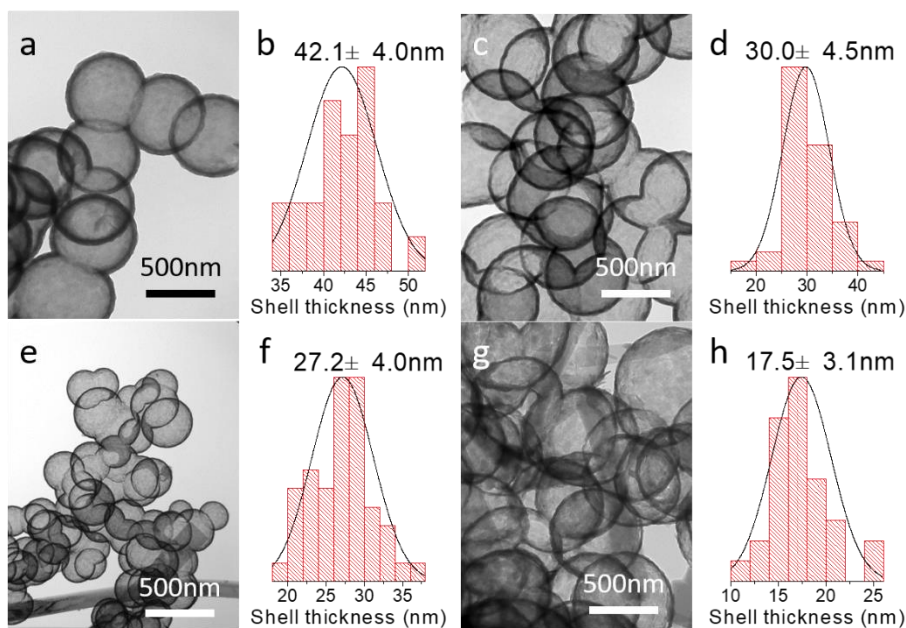 a
500nm
b
42.1± 4.0nm
35 40 45 50
Shell thickness (nm)
c
500nm
d
30.0± 4.5nm
20 30 40
Shell thickness (nm)
e
500nm
f
27.2± 4.0nm
20 25 30 35
Shell thickness (nm)
g
500nm
h
17.5± 3.1nm
10 15 20 25
Shell thickness (nm)